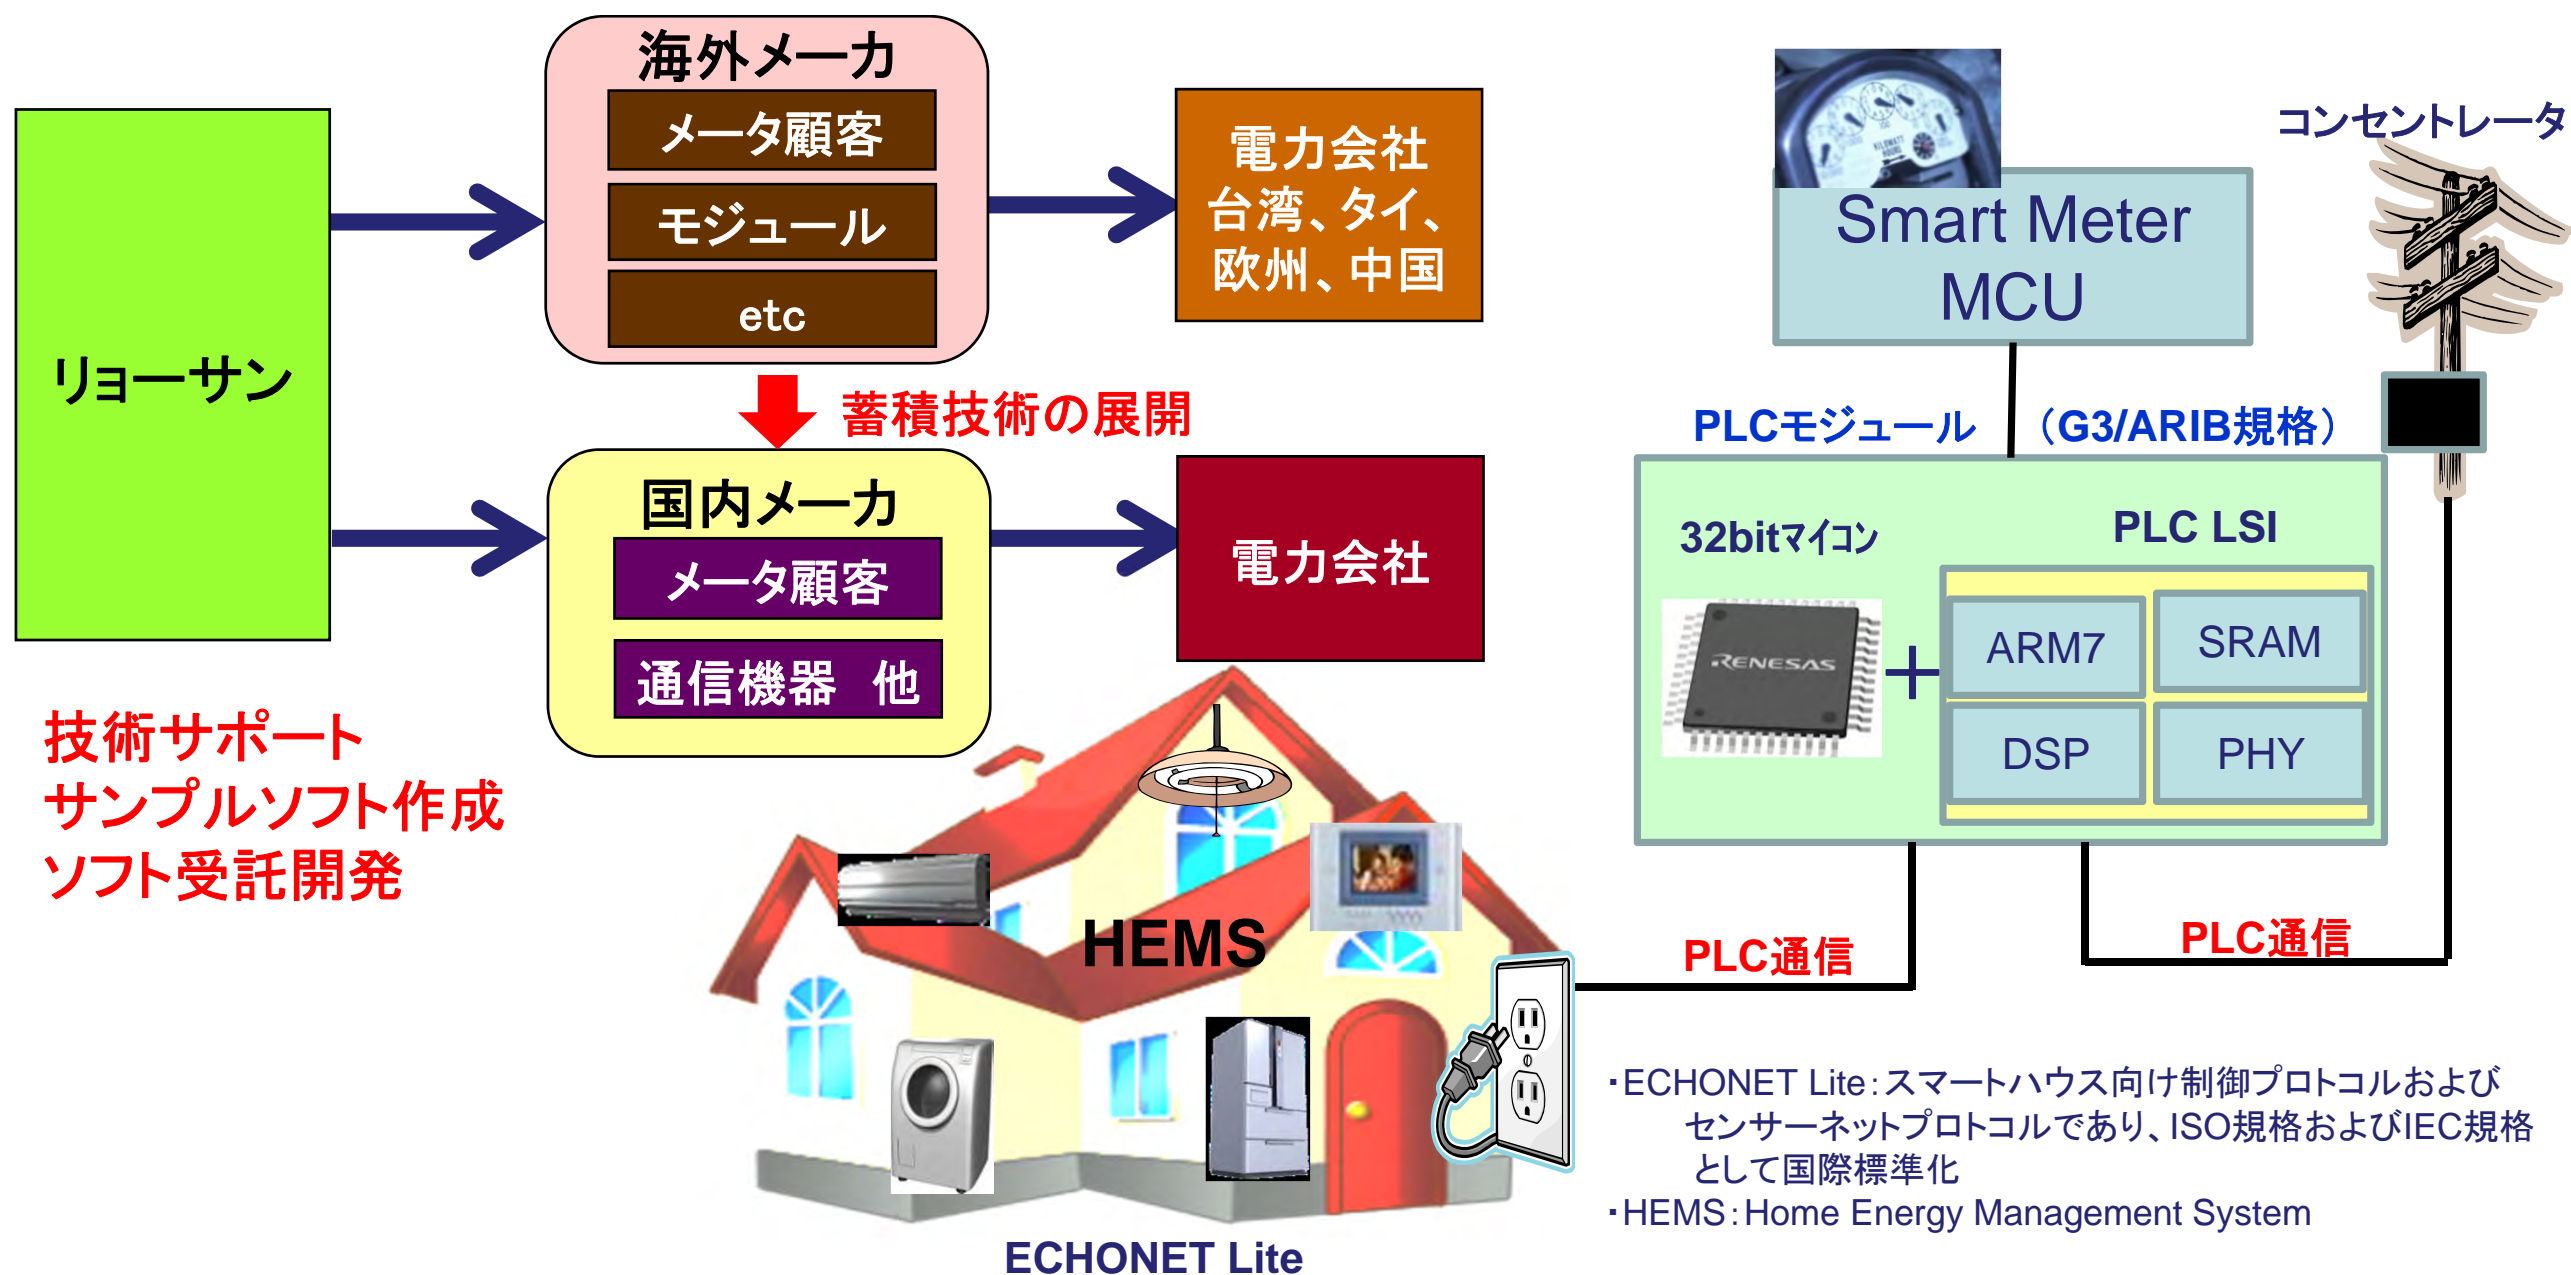 リョーサン
技術サポート
サンプルソフト作成
ソフト受託開発
海外メーカ
メータ顧客
モジュール
etc
電力会社
台湾、タイ、
欧州、中国
蓄積技術の展開
国内メーカ
メータ顧客
通信機器　他
電力会社
HEMS
ECHONET Lite
KILOWATT
HOURS
Smart Meter
MCU
コンセントレータ
PLCモジュール　（G3/ARIB規格）
32bitマイコン
PLC LSI
RENESAS
+
ARM7
SRAM
DSP
PHY
PLC通信
PLC通信
・ECHONET Lite：スマートハウス向け制御プロトコルおよび
センサーネットプロトコルであり、ISO規格およびIEC規格
として国際標準化
・HEMS：Home Energy Management System